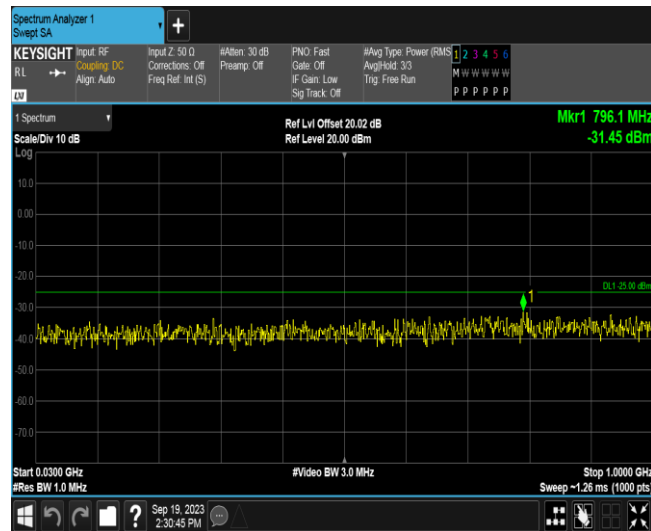 Spectrum Analyzer 1
Swept SA
+
KEYSIGHT
RL
LXI
Input: RF
Coupling: DC
Align: Auto
Input Z: 50 Ω
Corrections: Off
Freq Ref: Int (S)
#Atten: 30 dB
Preamp: Off
PNO: Fast
Gate: Off
IF Gain: Low
Sig Track: Off
#Avg Type: Power (RMS
Avg|Hold: 3/3
Trig: Free Run
1 2 3 4 5 6
M W W W W W
P P P P P P
1 Spectrum
Scale/Div 10 dB
Log
Ref Lvl Offset 20.02 dB
Ref Level 20.00 dBm
Mkr1 796.1 MHz
-31.45 dBm
10.0
0.00
-10.0
-20.0
DL1 -25.00 dBm
1
-30.0
-40.0
-50.0
-60.0
-70.0
Start 0.0300 GHz
#Res BW 1.0 MHz
#Video BW 3.0 MHz
Stop 1.0000 GHz
Sweep ~1.26 ms (1000 pts)
?
Sep 19, 2023
2:30:45 PM